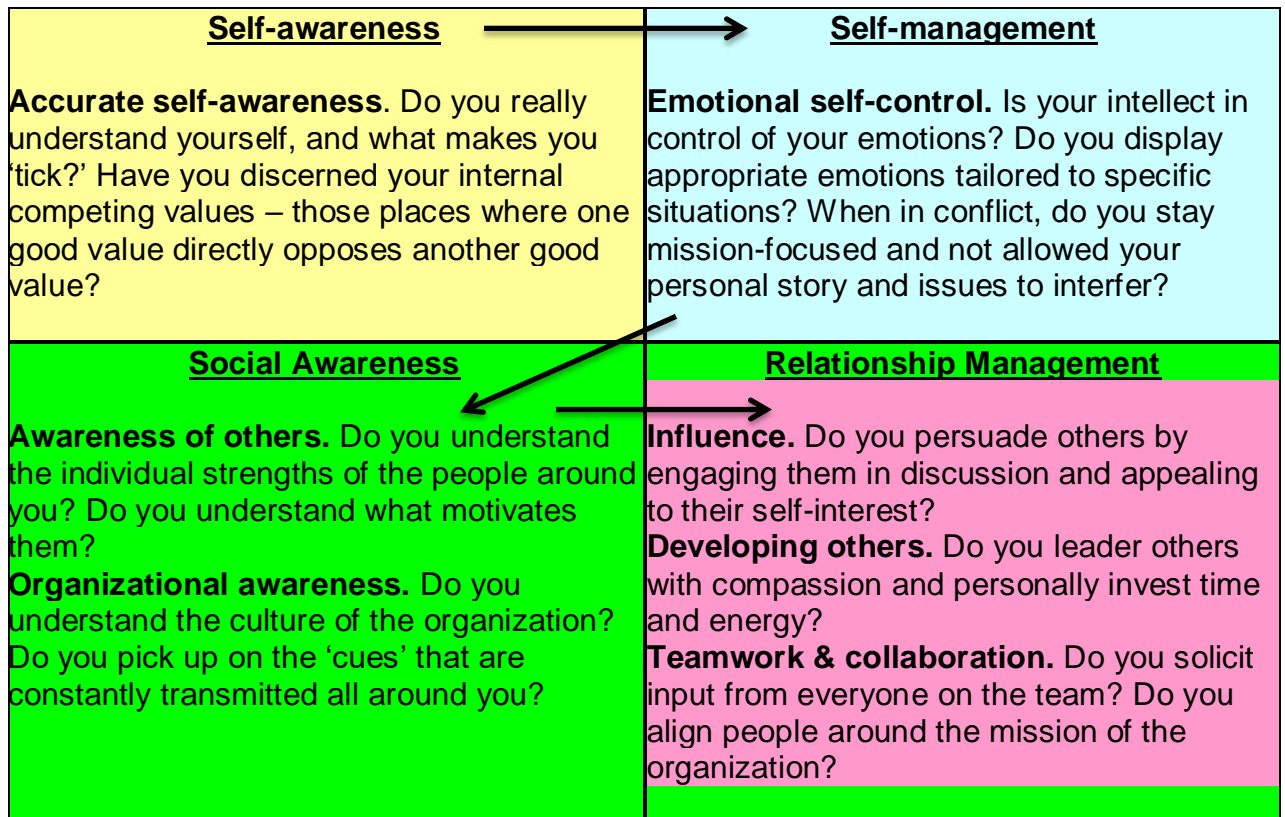 Self-awareness
Accurate self-awareness. Do you really
understand yourself, and what makes you
‘tick?’ Have you discerned your internal
competing values – those places where one
good value directly opposes another good
value?
Self-management
Emotional self-control. Is your intellect in
control of your emotions? Do you display
appropriate emotions tailored to specific
situations? When in conflict, do you stay
mission-focused and not allowed your
personal story and issues to interfer?
Social Awareness
Awareness of others. Do you understand
the individual strengths of the people around
you? Do you understand what motivates
them?
Organizational awareness. Do you
understand the culture of the organization?
Do you pick up on the ‘cues’ that are
constantly transmitted all around you?
Relationship Management
Influence. Do you persuade others by
engaging them in discussion and appealing
to their self-interest?
Developing others. Do you leader others
with compassion and personally invest time
and energy?
Teamwork & collaboration. Do you solicit
input from everyone on the team? Do you
align people around the mission of the
organization?